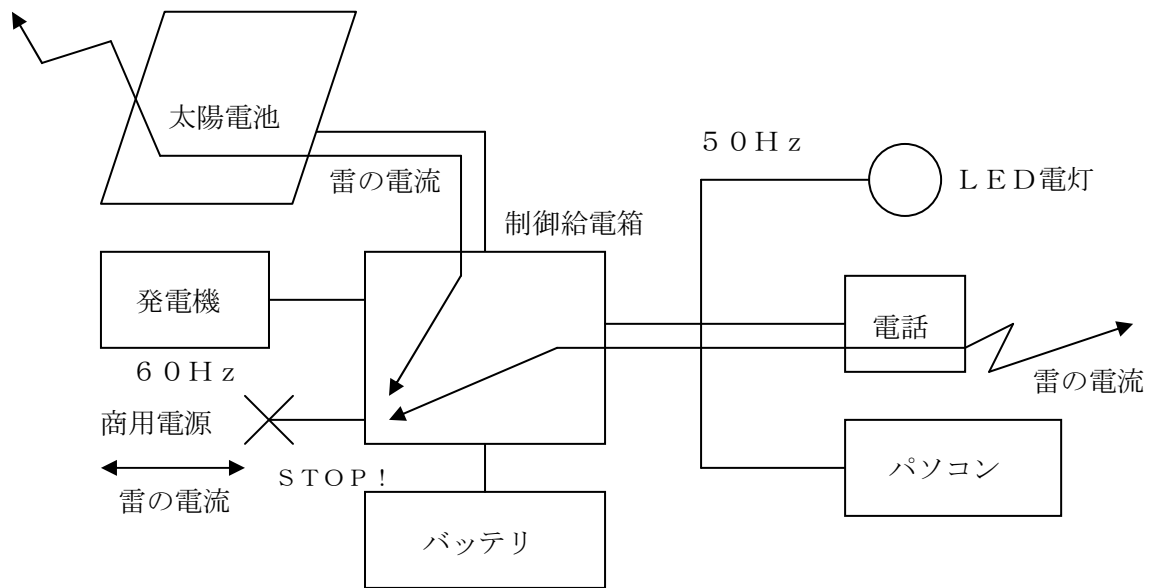 太陽電池
５０Ｈｚ
ＬＥＤ電灯
雷の電流
制御給電箱
発電機
電話
６０Ｈｚ
雷の電流
商用電源
ＳＴＯＰ！
パソコン
雷の電流
バッテリ